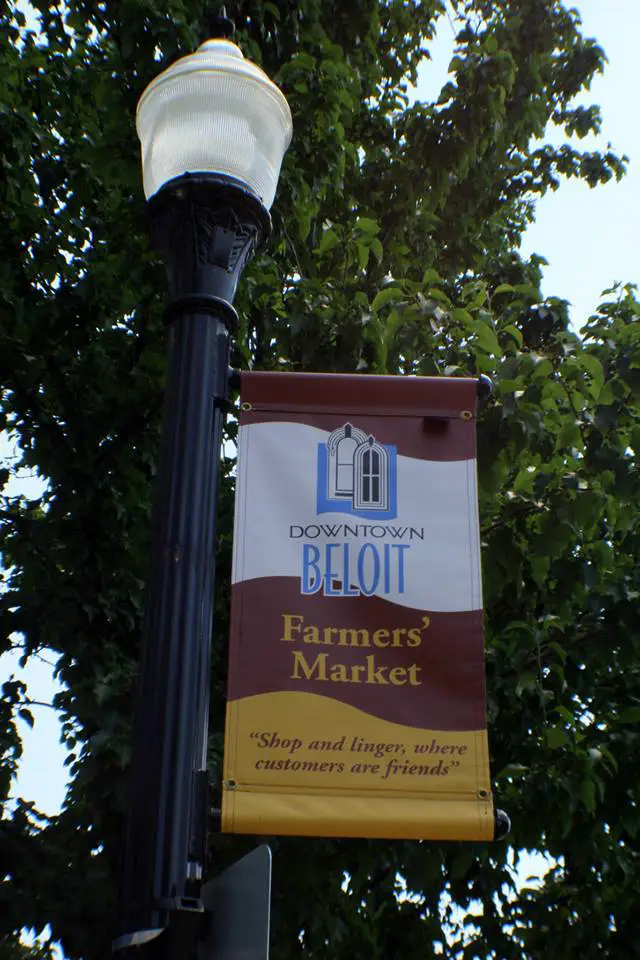 DOWNTOWN
BELOIT
Farmers’
Market
“Shop and linger, where
customers are friends”